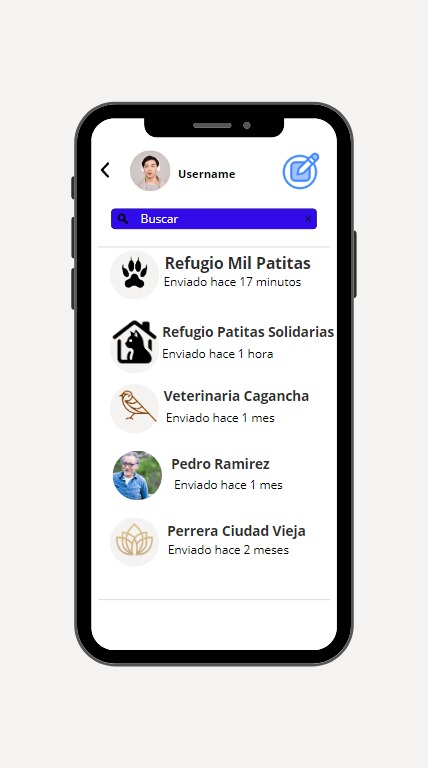 Username
Buscar
Refugio Mil Patitas
Enviado hace 17 minutos
Refugio Patitas Solidarias
Enviado hace 1 hora
Veterinaria Cagancha
Enviado hace 1 mes
Pedro Ramirez
Enviado hace 1 mes
Perrera Ciudad Vieja
Enviado hace 2 meses